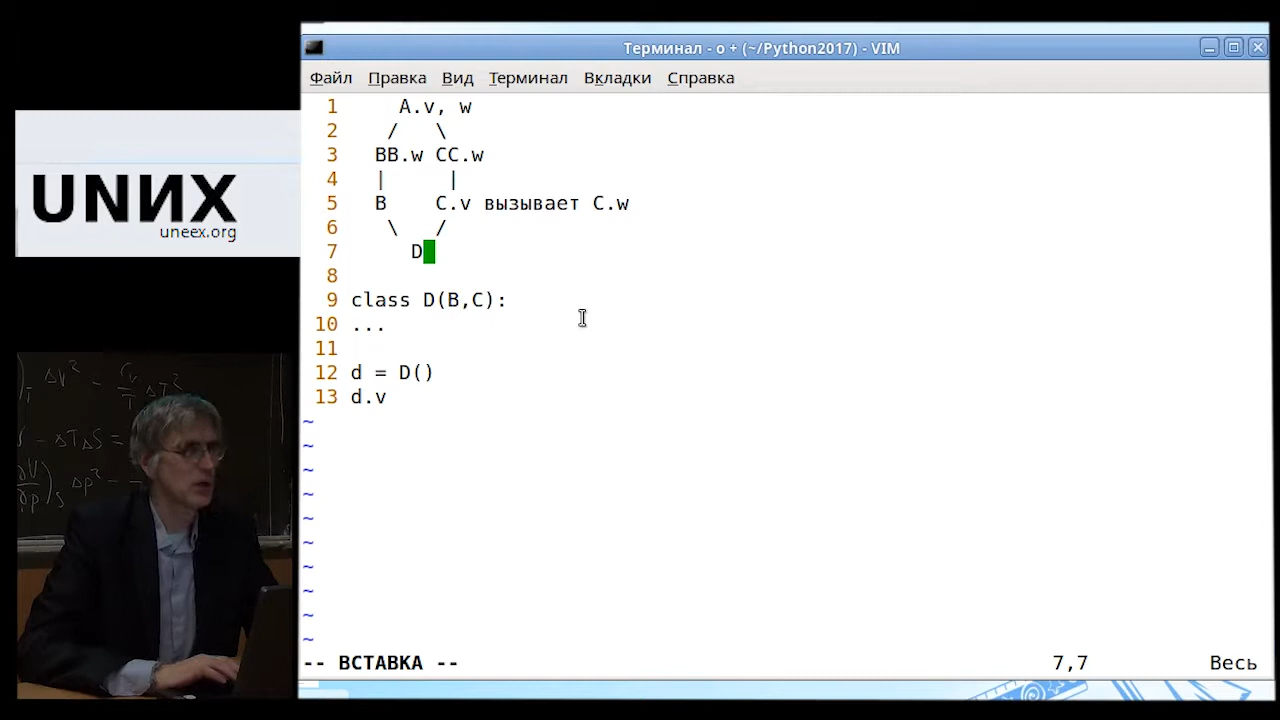 UNИX
uneex.org
Терминал - o + (~/Python2017) - VIM
Файл Правка Вид Терминал Вкладки Справка
1 A.v, w
2 / \
3 BB.w CC.w
4 | |
5 B C.v вызывает C.w
6 \ /
7 D
8
9 class D(B,C):
10 ...
11
12 d = D()
13 d.v
~
~
~
~
~
~
~
~
~
~
-- ВСТАВКА -- 7,7 Весь